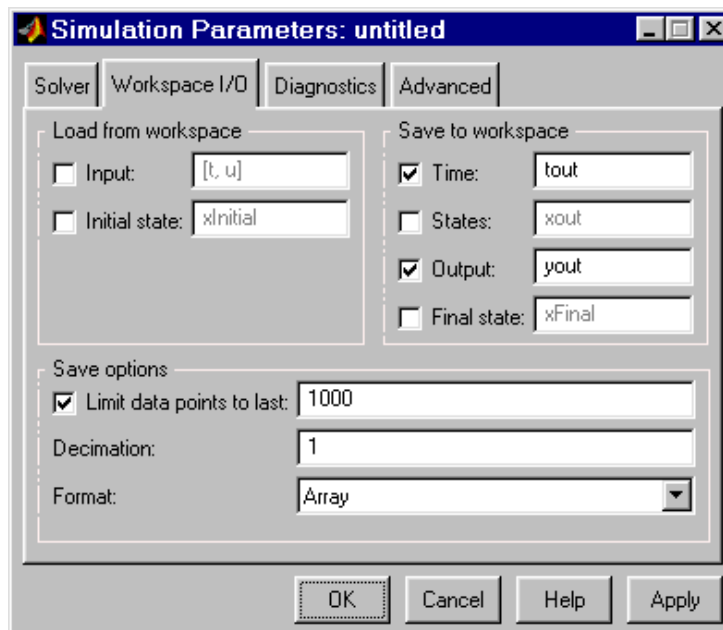 Simulation Parameters: untitled
Solver Workspace I/O Diagnostics Advanced
Load from workspace
Input: [t, u]
Initial state: xInitial
Save to workspace
Time: tout
States: xout
Output: yout
Final state: xFinal
Save options
Limit data points to last: 1000
Decimation: 1
Format: Array
OK Cancel Help Apply